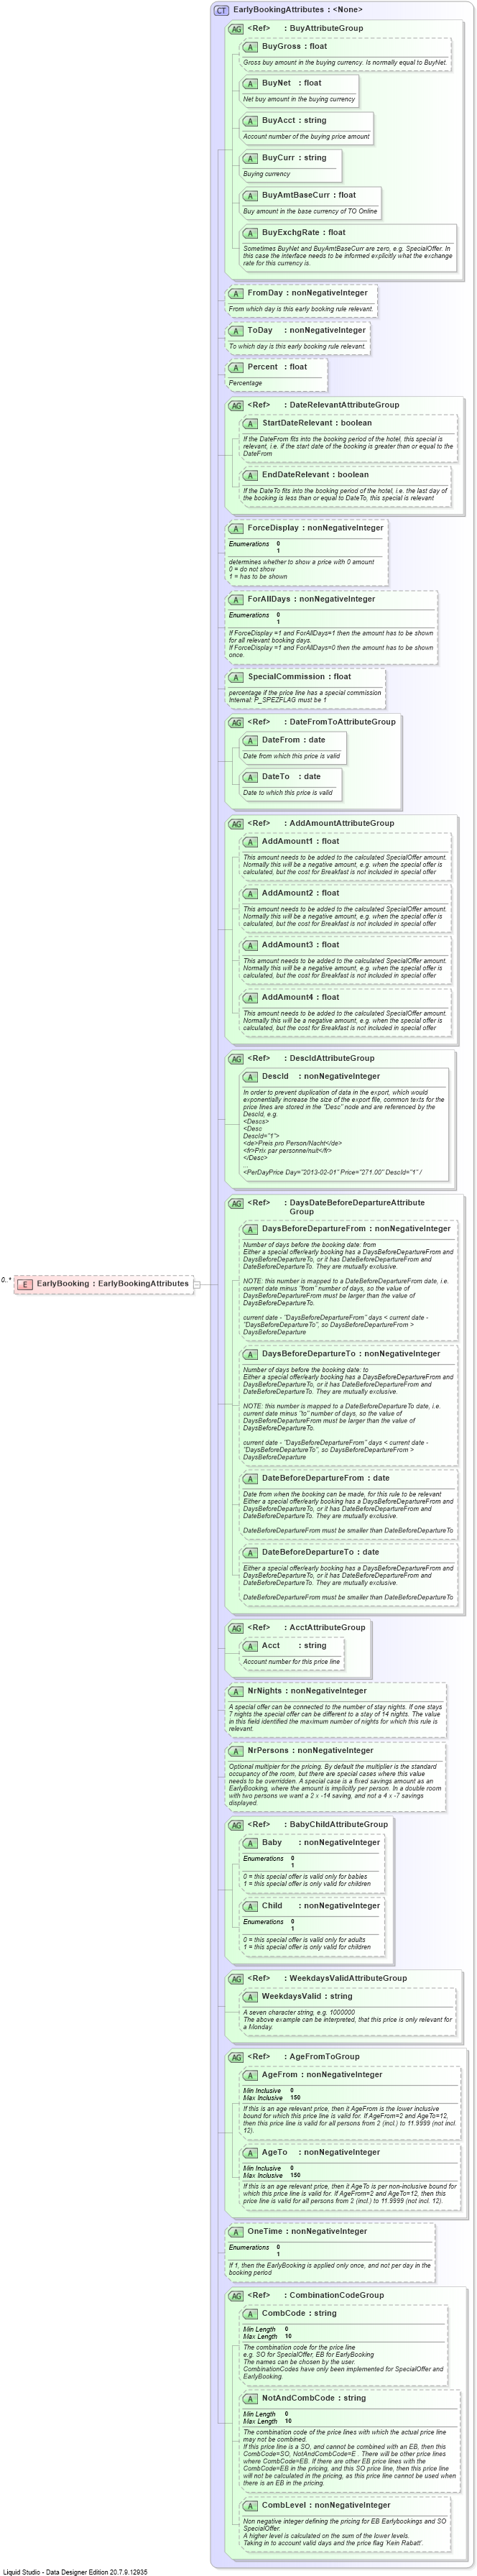 CT EarlyBookingAttributes : <None>
AG <Ref> : BuyAttributeGroup
A BuyGross : float
Gross buy amount in the buying currency. Is normally equal to BuyNet.
A BuyNet : float
Net buy amount in the buying currency
A BuyAcct : string
Account number of the buying price amount
A BuyCurr : string
Buying currency
A BuyAmtBaseCurr : float
Buy amount in the base currency of TO Online
A BuyExchgRate : float
Sometimes BuyNet and BuyAmtBaseCurr are zero, e.g. SpecialOffer. In
this case the interface needs to be informed explicitly what the exchange
rate for this currency is.
A FromDay : nonNegativeInteger
From which day is this early booking rule relevant.
A ToDay : nonNegativeInteger
To which day is this early booking rule relevant.
A Percent : float
Percentage
AG <Ref> : DateRelevantAttributeGroup
A StartDateRelevant : boolean
If the DateFrom fits into the booking period of the hotel, this special is
relevant, i.e. if the start date of the booking is greater than or equal to the
DateFrom
A EndDateRelevant : boolean
If the DateTo fits into the booking period of the hotel, i.e. the last day of
the booking is less than or equal to DateTo, this special is relevant
A ForceDisplay : nonNegativeInteger
Enumerations 0
1
determines whether to show a price with 0 amount
0 = do not show
1 = has to be shown
A ForAllDays : nonNegativeInteger
Enumerations 0
1
If ForceDisplay =1 and ForAllDays=1 then the amount has to be shown
for all relevant booking days.
If ForceDisplay =1 and ForAllDays=0 then the amount has to be shown
once.
A SpecialCommission : float
percentage if the price line has a special commission
Internal: P_SPEZFLAG must be 1
AG <Ref> : DateFromToAttributeGroup
A DateFrom : date
Date from which this price is valid
A DateTo : date
Date to which this price is valid
AG <Ref> : AddAmountAttributeGroup
A AddAmount1 : float
This amount needs to be added to the calculated SpecialOffer amount.
Normally this will be a negative amount, e.g. when the special offer is
calculated, but the cost for Breakfast is not included in special offer
A AddAmount2 : float
This amount needs to be added to the calculated SpecialOffer amount.
Normally this will be a negative amount, e.g. when the special offer is
calculated, but the cost for Breakfast is not included in special offer
A AddAmount3 : float
This amount needs to be added to the calculated SpecialOffer amount.
Normally this will be a negative amount, e.g. when the special offer is
calculated, but the cost for Breakfast is not included in special offer
A AddAmount4 : float
This amount needs to be added to the calculated SpecialOffer amount.
Normally this will be a negative amount, e.g. when the special offer is
calculated, but the cost for Breakfast is not included in special offer
AG <Ref> : DescIdAttributeGroup
A DescId : nonNegativeInteger
In order to prevent duplication of data in the export, which would
exponentially increase the size of the export file, common texts for the
price lines are stored in the "Desc" node and are referenced by the
DescId, e.g.
<Descs>
<Desc
DescId="1">
<de>Preis pro Person/Nacht</de>
<fr>Prix par personne/nuit</fr>
</Desc>
...
<PerDayPrice Day="2013-02-01" Price="271.00" DescId="1" /
AG <Ref> : DaysDateBeforeDepartureAttribute
Group
A DaysBeforeDepartureFrom : nonNegativeInteger
Number of days before the booking date: from
Either a special offer/early booking has a DaysBeforeDepartureFrom and
DaysBeforeDepartureTo, or it has DateBeforeDepartureFrom and
DateBeforeDepartureTo. They are mutually exclusive.
NOTE: this number is mapped to a DateBeforeDepartureFrom date, i.e.
current date minus "from" number of days, so the value of
DaysBeforeDepartureFrom must be larger than the value of
DaysBeforeDepartureTo.
current date - "DaysBeforeDepartureFrom" days < current date -
"DaysBeforeDepartureTo", so DaysBeforeDepartureFrom >
DaysBeforeDeparture
A DaysBeforeDepartureTo : nonNegativeInteger
Number of days before the booking date: to
Either a special offer/early booking has a DaysBeforeDepartureFrom and
DaysBeforeDepartureTo, or it has DateBeforeDepartureFrom and
DateBeforeDepartureTo. They are mutually exclusive.
NOTE: this number is mapped to a DateBeforeDepartureTo date, i.e.
current date minus "to" number of days, so the value of
DaysBeforeDepartureFrom must be larger than the value of
DaysBeforeDepartureTo.
current date - "DaysBeforeDepartureFrom" days < current date -
"DaysBeforeDepartureTo", so DaysBeforeDepartureFrom >
DaysBeforeDeparture
A DateBeforeDepartureFrom : date
Date from when the booking can be made, for this rule to be relevant
Either a special offer/early booking has a DaysBeforeDepartureFrom and
DaysBeforeDepartureTo, or it has DateBeforeDepartureFrom and
DateBeforeDepartureTo. They are mutually exclusive.
DateBeforeDepartureFrom must be smaller than DateBeforeDepartureTo
A DateBeforeDepartureTo : date
Either a special offer/early booking has a DaysBeforeDepartureFrom and
DaysBeforeDepartureTo, or it has DateBeforeDepartureFrom and
DateBeforeDepartureTo. They are mutually exclusive.
DateBeforeDepartureFrom must be smaller than DateBeforeDepartureTo
0..*
E EarlyBooking : EarlyBookingAttributes
AG <Ref> : AcctAttributeGroup
A Acct : string
Account number for this price line
A NrNights : nonNegativeInteger
A special offer can be connected to the number of stay nights. If one stays
7 nights the special offer can be different to a stay of 14 nights. The value
in this field identified the maximum number of nights for which this rule is
relevant.
A NrPersons : nonNegativeInteger
Optional multipier for the pricing. By default the multiplier is the standard
occupancy of the room, but there are special cases where this value
needs to be overridden. A special case is a fixed savings amount as an
EarlyBooking, where the amount is implicitly per person. In a double room
with two persons we want a 2 x -14 saving, and not a 4 x -7 savings
displayed.
AG <Ref> : BabyChildAttributeGroup
A Baby : nonNegativeInteger
Enumerations 0
1
0 = this special offer is valid only for babies
1 = this special offer is only valid for children
A Child : nonNegativeInteger
Enumerations 0
1
0 = this special offer is valid only for adults
1 = this special offer is only valid for children
AG <Ref> : WeekdaysValidAttributeGroup
A WeekdaysValid : string
A seven character string, e.g. 1000000
The above example can be interpreted, that this price is only relevant for
a Monday.
AG <Ref> : AgeFromToGroup
A AgeFrom : nonNegativeInteger
Min Inclusive 0
Max Inclusive 150
If this is an age relevant price, then it AgeFrom is the lower inclusive
bound for which this price line is valid for. If AgeFrom=2 and AgeTo=12,
then this price line is valid for all persons from 2 (incl.) to 11.9999 (not incl.
12).
A AgeTo : nonNegativeInteger
Min Inclusive 0
Max Inclusive 150
If this is an age relevant price, then it AgeTo is per non-inclusive bound for
which this price line is valid for. If AgeFrom=2 and AgeTo=12, then this
price line is valid for all persons from 2 (incl.) to 11.9999 (not incl. 12).
A OneTime : nonNegativeInteger
Enumerations 0
1
If 1, then the EarlyBooking is applied only once, and not per day in the
booking period
AG <Ref> : CombinationCodeGroup
A CombCode : string
Min Length 0
Max Length 10
The combination code for the price line
e.g. SO for SpecialOffer, EB for EarlyBooking
The names can be chosen by the user.
CombinationCodes have only been implemented for SpecialOffer and
EarlyBooking.
A NotAndCombCode : string
Min Length 0
Max Length 10
The combination code of the price lines with which the actual price line
may not be combined.
If this price line is a SO, and cannot be combined with an EB, then this
CombCode=SO, NotAndCombCode=E . There will be other price lines
where CombCode=EB. If there are other EB price lines with the
CombCode=EB in the pricing, and this SO price line, then this price line
will not be calculated in the pricing, as this price line cannot be used when
there is an EB in the pricing.
A CombLevel : nonNegativeInteger
Non negative integer defining the pricing for EB Earlybookings and SO
SpecialOffer.
A higher level is calculated on the sum of the lower levels.
Taking in to account valid days and the price flag 'Kein Rabatt'.
Liquid Studio - Data Designer Edition 20.7.9.12935